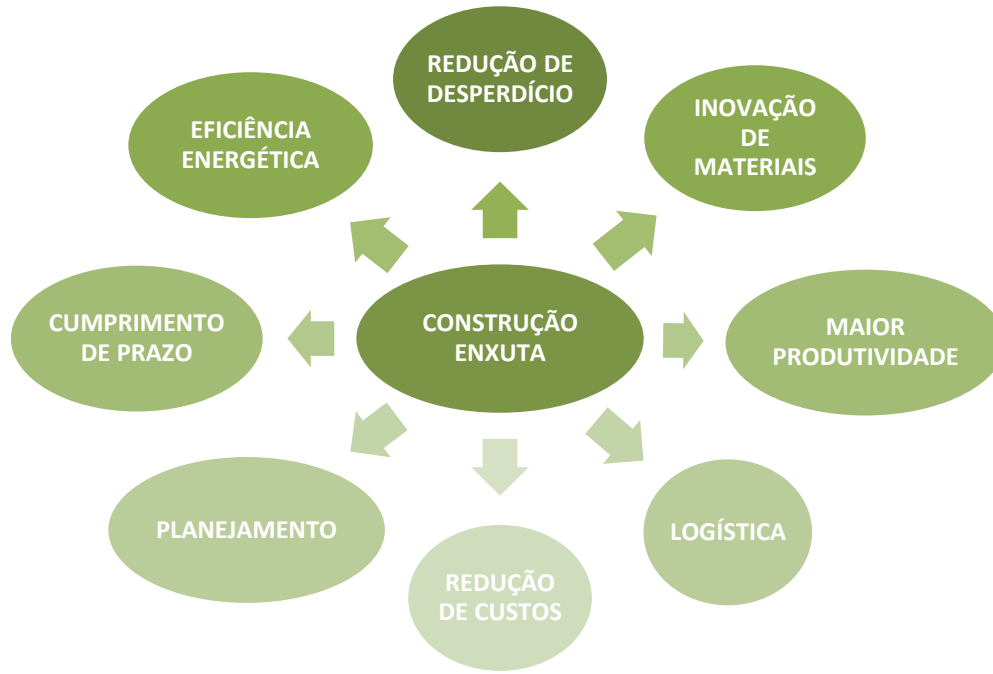 REDUÇÃO DE
DESPERDÍCIO
INOVAÇÃO
DE
MATERIAIS
EFICIÊNCIA
ENERGÉTICA
CUMPRIMENTO
DE PRAZO
CONSTRUÇÃO
ENXUTA
MAIOR
PRODUTIVIDADE
PLANEJAMENTO
LOGÍSTICA
REDUÇÃO
DE CUSTOS